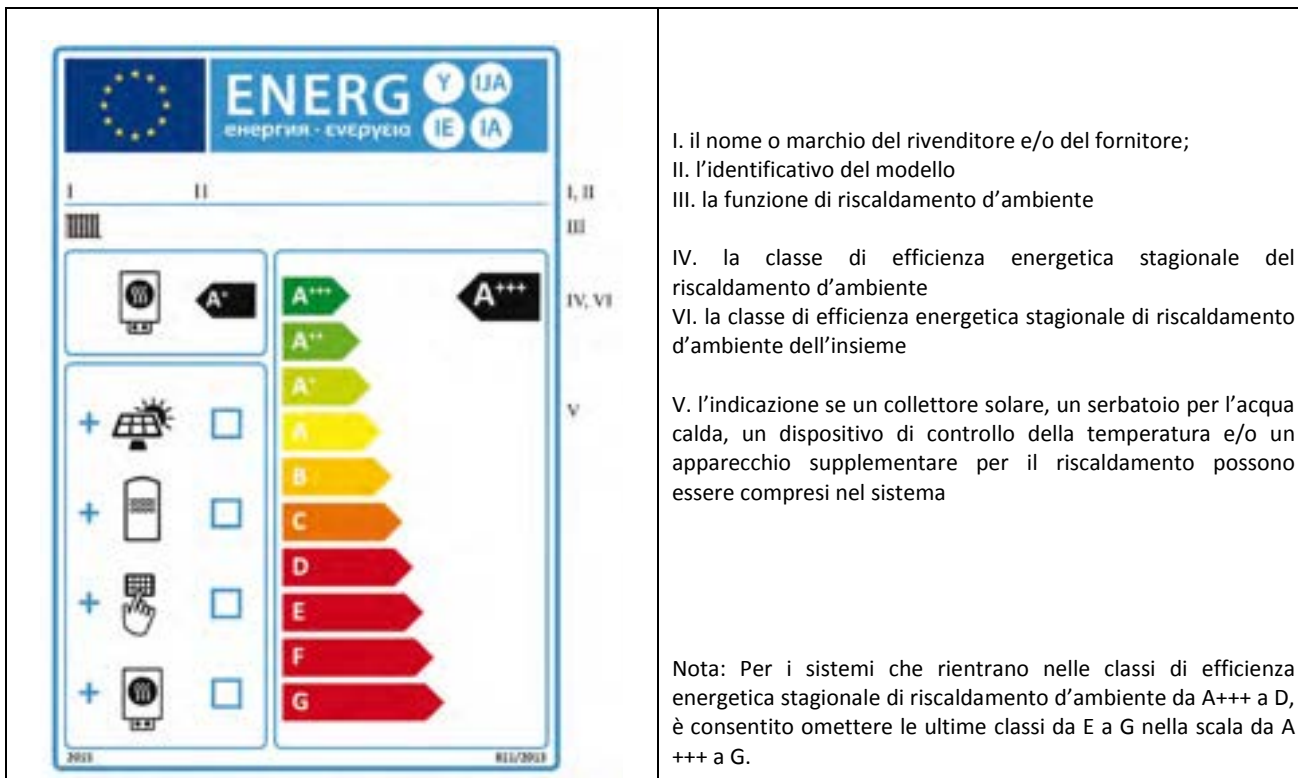 ENERG
Y
IJA
IE
IA
енергия · ενεργεια
I
II
I, II
III
A+
A+++
A+++
IV, VI
A++
A+
A
V
+
B
+
C
D
+
E
F
+
G
2015
811/2013
I. il nome o marchio del rivenditore e/o del fornitore;
II. l’identificativo del modello
III. la funzione di riscaldamento d’ambiente
IV. la classe di efficienza energetica stagionale del
riscaldamento d’ambiente
VI. la classe di efficienza energetica stagionale di riscaldamento
d’ambiente dell’insieme
V. l’indicazione se un collettore solare, un serbatoio per l’acqua
calda, un dispositivo di controllo della temperatura e/o un
apparecchio supplementare per il riscaldamento possono
essere compresi nel sistema
Nota: Per i sistemi che rientrano nelle classi di efficienza
energetica stagionale di riscaldamento d’ambiente da A+++ a D,
è consentito omettere le ultime classi da E a G nella scala da A
+++ a G.